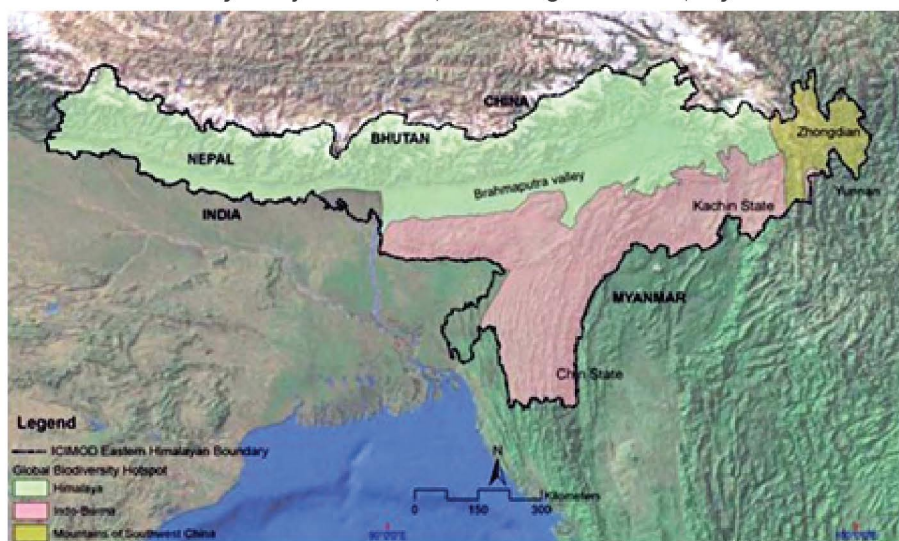 CHINA
BHUTAN
Zhongdian
NEPAL
Brahmaputra valley
Yunnan
INDIA
Kachin State
MYANMAR
Chin State
Legend
ICIMOD Eastern Himalayan Boundary
Global Biodiversity Hotspot
Himalaya
Indo-Burma
Mountains of Southwest China
N
Kilometers
0 150 300